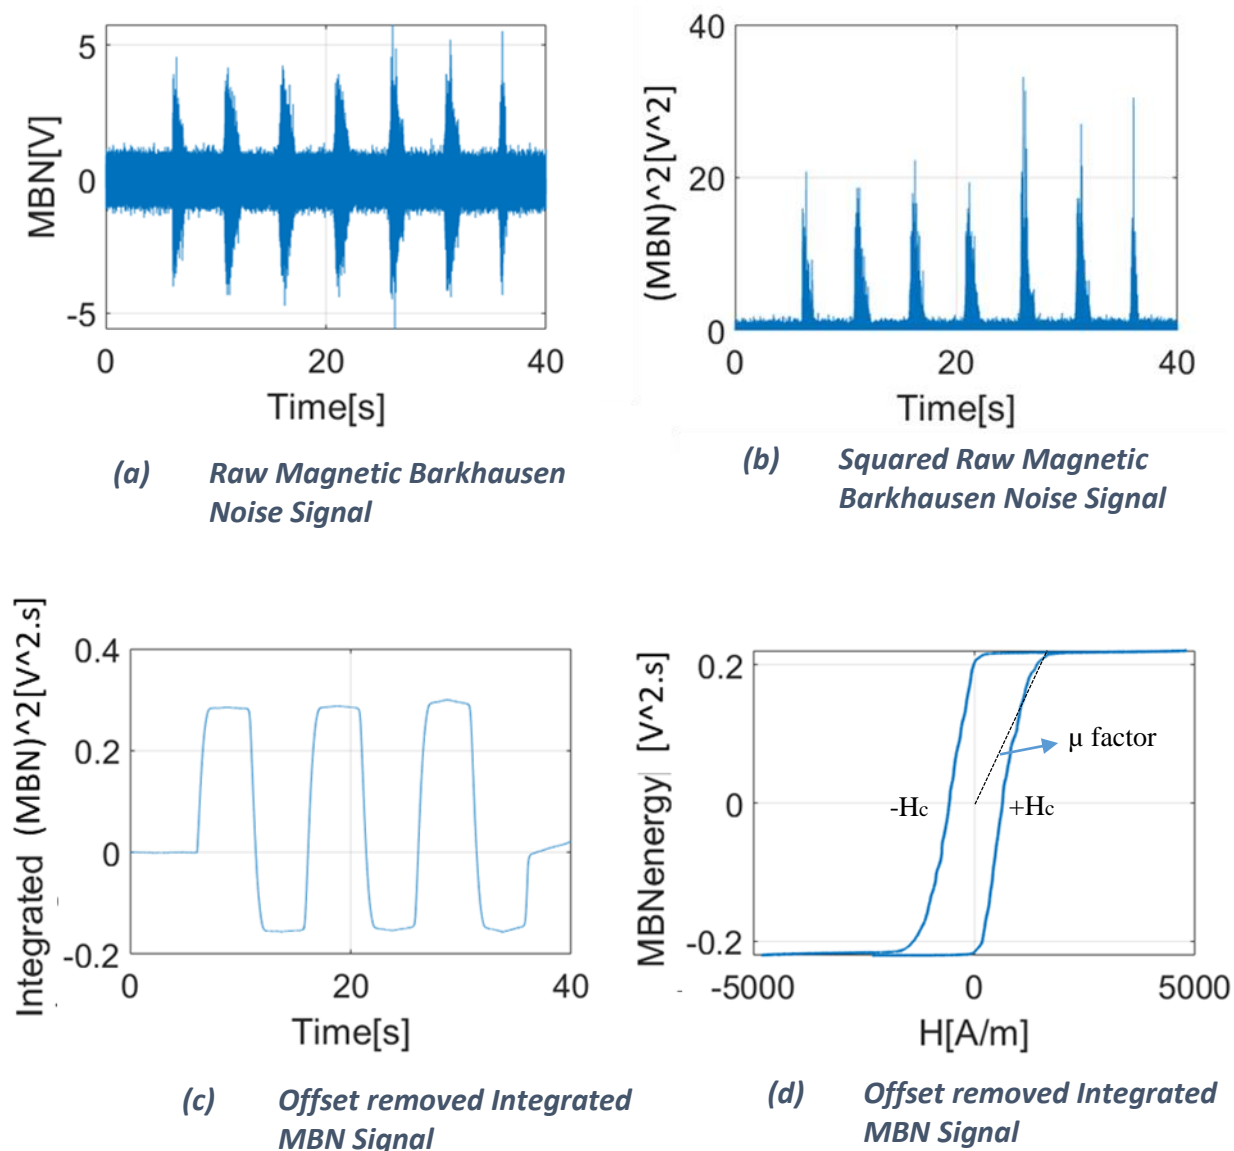 5
0
-5
MBN[V]
0
20
40
Time[s]
(a) Raw Magnetic Barkhausen
Noise Signal
40
20
0
(MBN)^2[V^2]
0
20
40
Time[s]
(b) Squared Raw Magnetic
Barkhausen Noise Signal
0.4
0.2
0
-0.2
Integrated (MBN)^2[V^2.s]
0
20
40
Time[s]
(c) Offset removed Integrated
MBN Signal
0.2
0
-0.2
MBNenergy [V^2.s]
µ factor
-Hc
+Hc
-5000
0
5000
H[A/m]
(d) Offset removed Integrated
MBN Signal